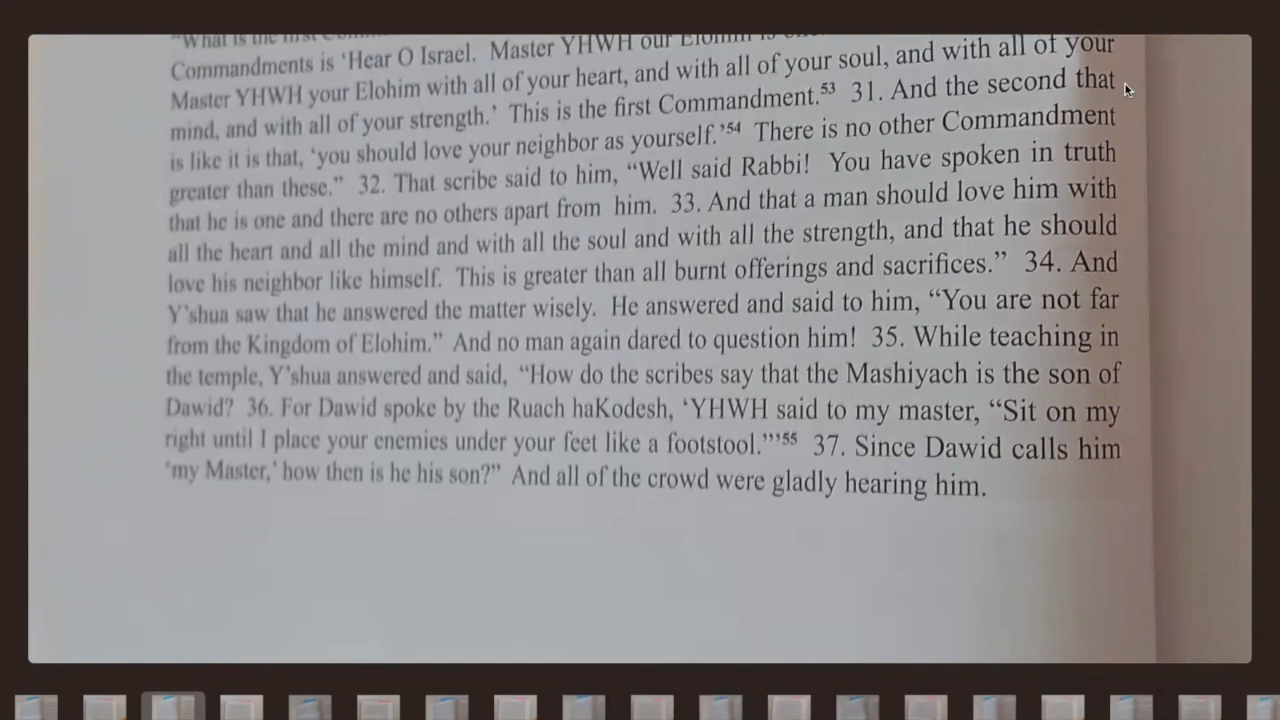 "What is the first
Commandments is 'Hear O Israel.  Master YHWH our Elohim is
Master YHWH your Elohim with all of your heart, and with all of your soul, and with all of your
mind, and with all of your strength.'  This is the first Commandment.53  31. And the second that
is like it is that, 'you should love your neighbor as yourself.'54  There is no other Commandment
greater than these."  32. That scribe said to him, "Well said Rabbi!  You have spoken in truth
that he is one and there are no others apart from  him.  33. And that a man should love him with
all the heart and all the mind and with all the soul and with all the strength, and that he should
love his neighbor like himself.  This is greater than all burnt offerings and sacrifices."  34. And
Y'shua saw that he answered the matter wisely.  He answered and said to him, "You are not far
from the Kingdom of Elohim."  And no man again dared to question him!  35. While teaching in
the temple, Y'shua answered and said,  "How do the scribes say that the Mashiyach is the son of
Dawid?  36. For Dawid spoke by the Ruach haKodesh, 'YHWH said to my master, "Sit on my
right until I place your enemies under your feet like a footstool."'"55  37. Since Dawid calls him
'my Master,' how then is he his son?"  And all of the crowd were gladly hearing him.